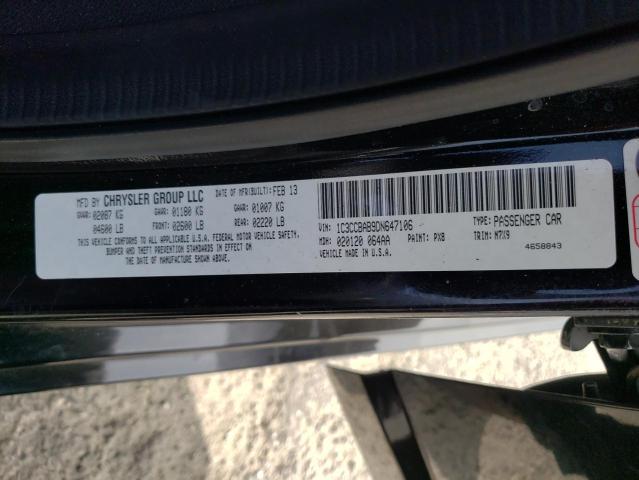 MFD BY CHRYSLER GROUP LLC DATE OF MFR(BUILT): FEB 13
GVWR: 02087 KG GAWR: 01180 KG GAWR: 01007 KG
04600 LB FRONT: 02600 LB REAR: 02220 LB
THIS VEHICLE CONFORMS TO ALL APPLICABLE U.S.A. FEDERAL MOTOR VEHICLE SAFETY,
BUMPER AND THEFT PREVENTION STANDARDS IN EFFECT ON
THE DATE OF MANUFACTURE SHOWN ABOVE.
VIN: 1C3CCBAB9DN647106 TYPE: PASSENGER CAR
MDH: 020120 064AA PAINT: PX8 TRIM: M7X9
VEHICLE MADE IN U.S.A. 4658843